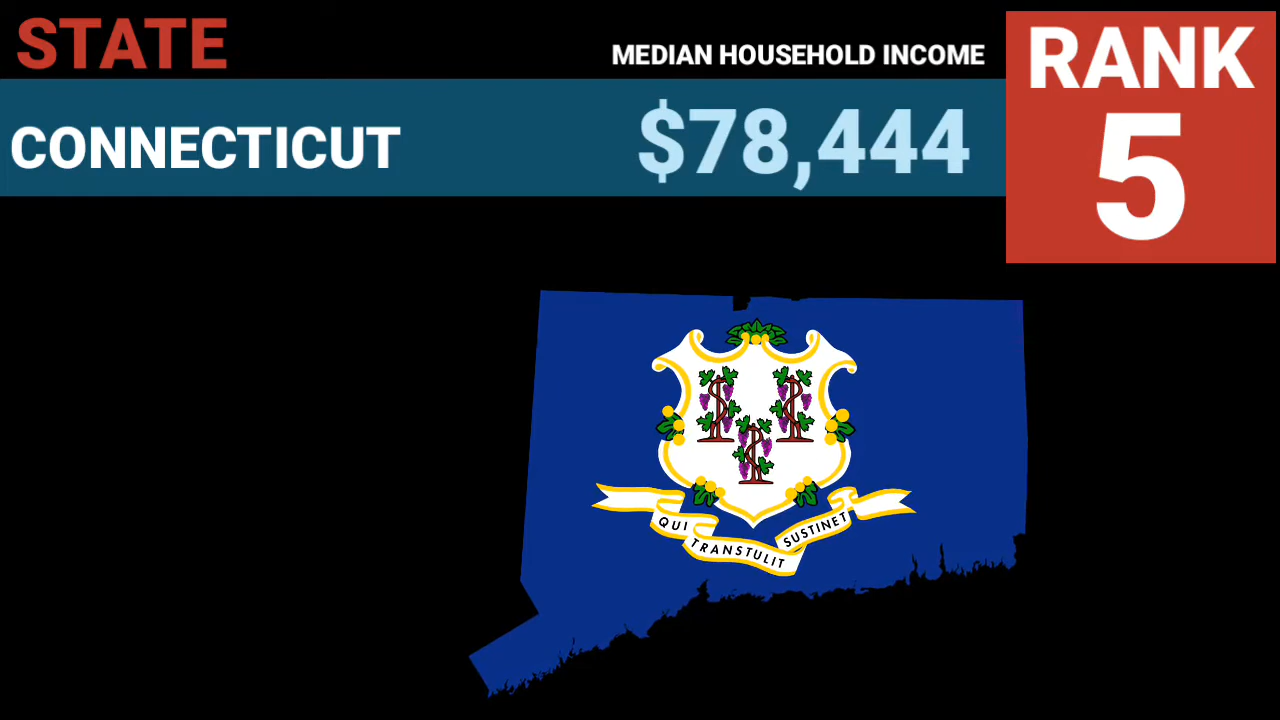 STATE
MEDIAN HOUSEHOLD INCOME
RANK
CONNECTICUT
$78,444
5
QUI
TRANSTULIT
SUSTINET